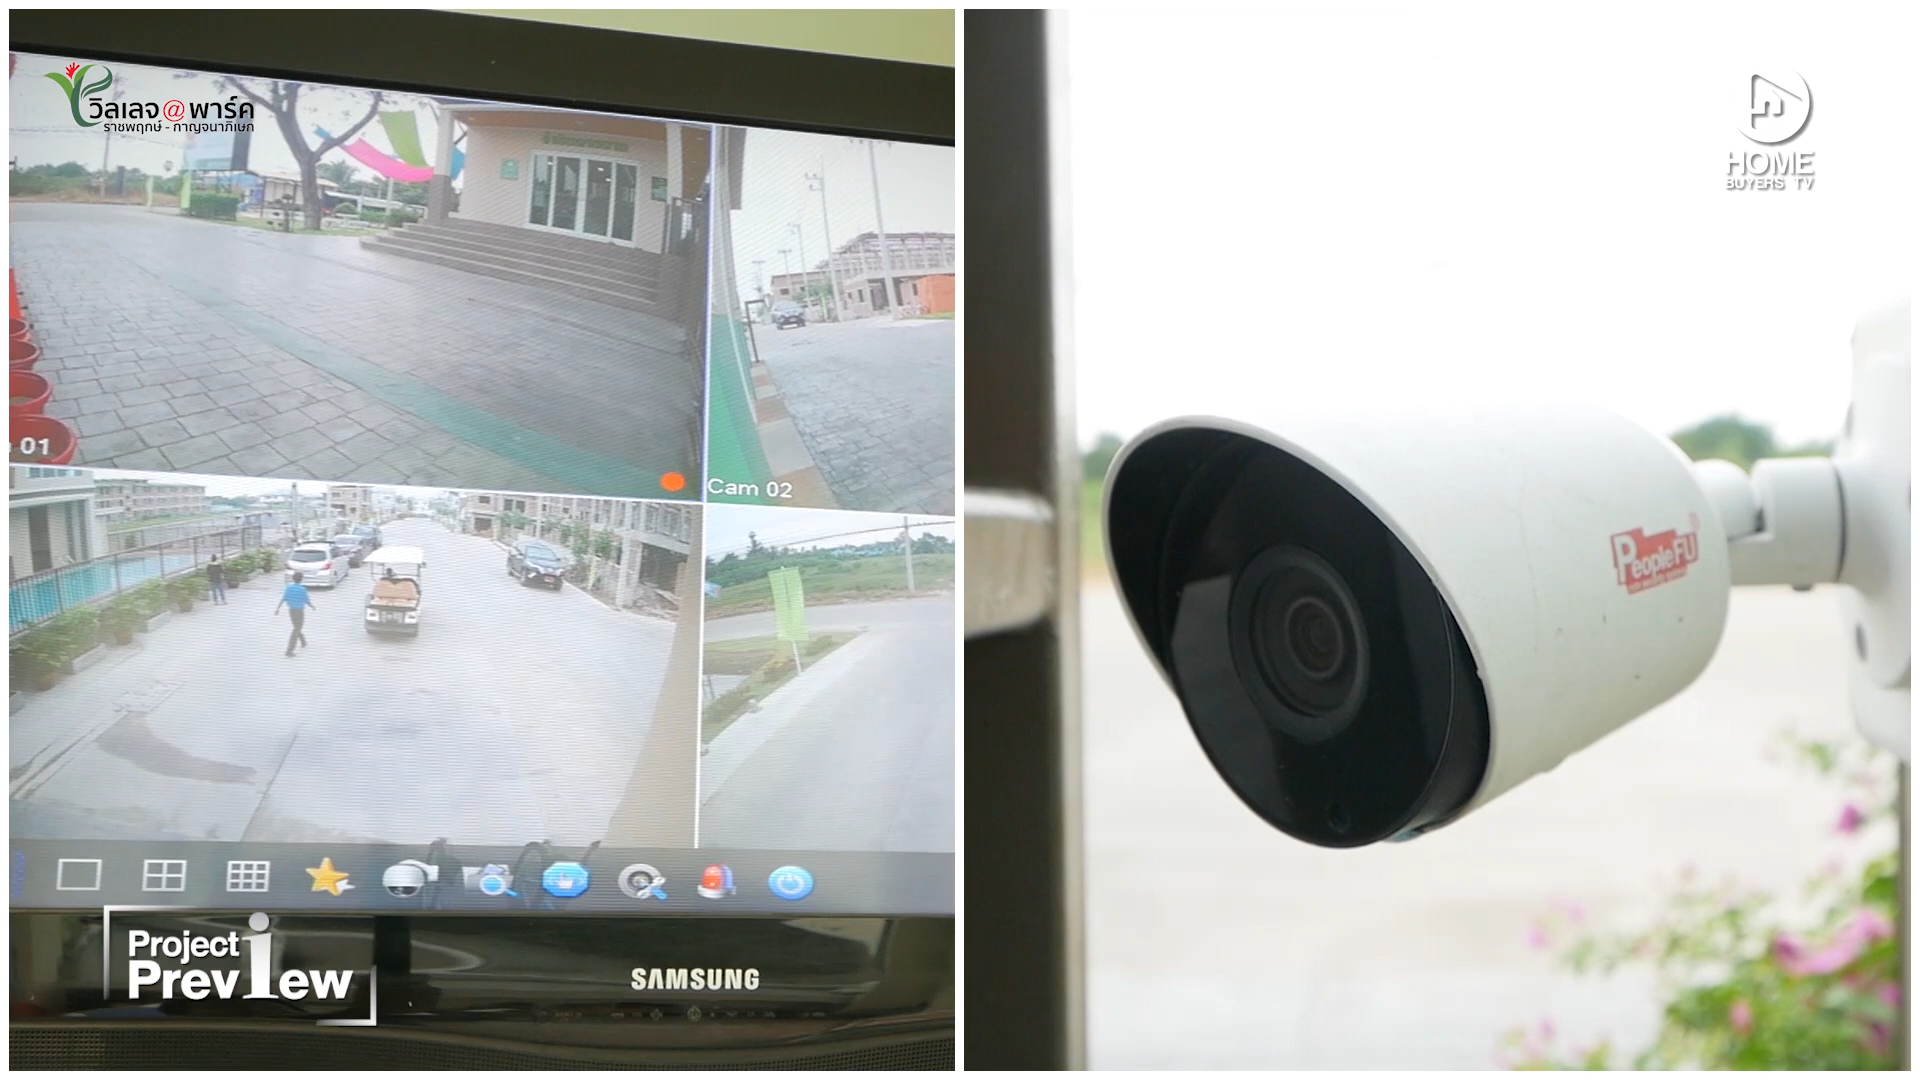 วิลเลจ@พาร์ค
ราชพฤกษ์ - กาญจนาภิเษก
01
Cam 02
Project
Preview
SAMSUNG
HOME
BUYERS TV
PeopleFU